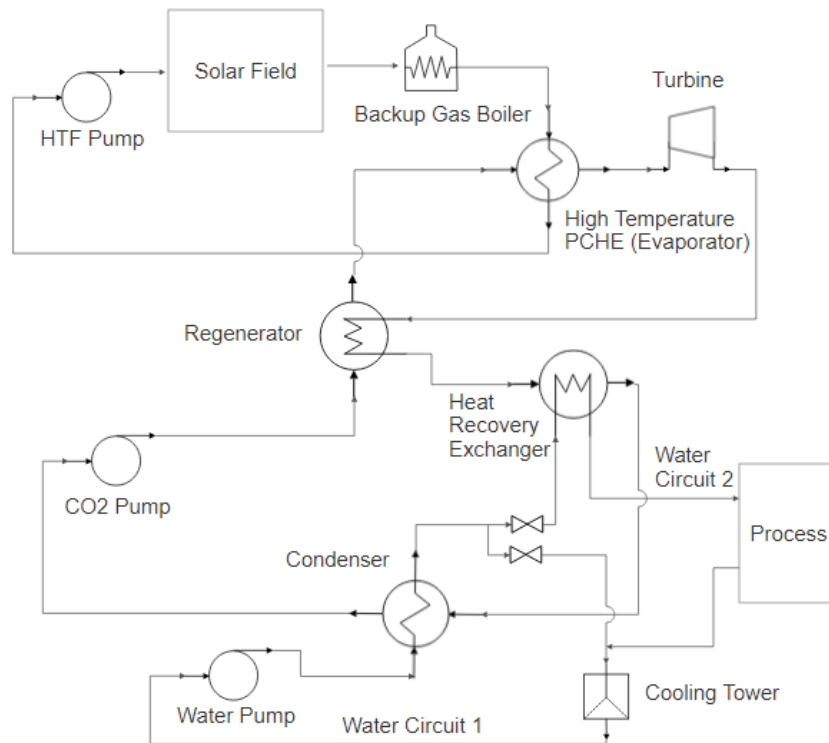 Solar Field
Turbine
Backup Gas Boiler
HTF Pump
High Temperature
PCHE (Evaporator)
Regenerator
Heat
Recovery
Exchanger
Water
Circuit 2
CO2 Pump
Process
Condenser
Cooling Tower
Water Pump
Water Circuit 1